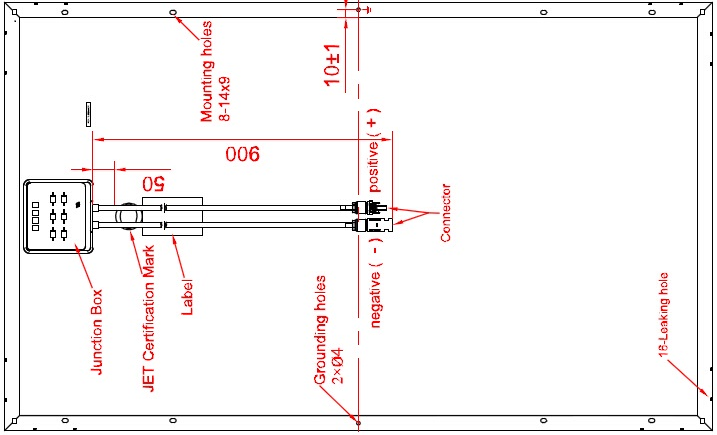 Mounting holes
8-14x9
10±1
positive ( + )
900
50
Connector
negative ( - )
Junction Box
JET Certification Mark
Label
Grounding holes
2×Ø4
16-Leaking hole